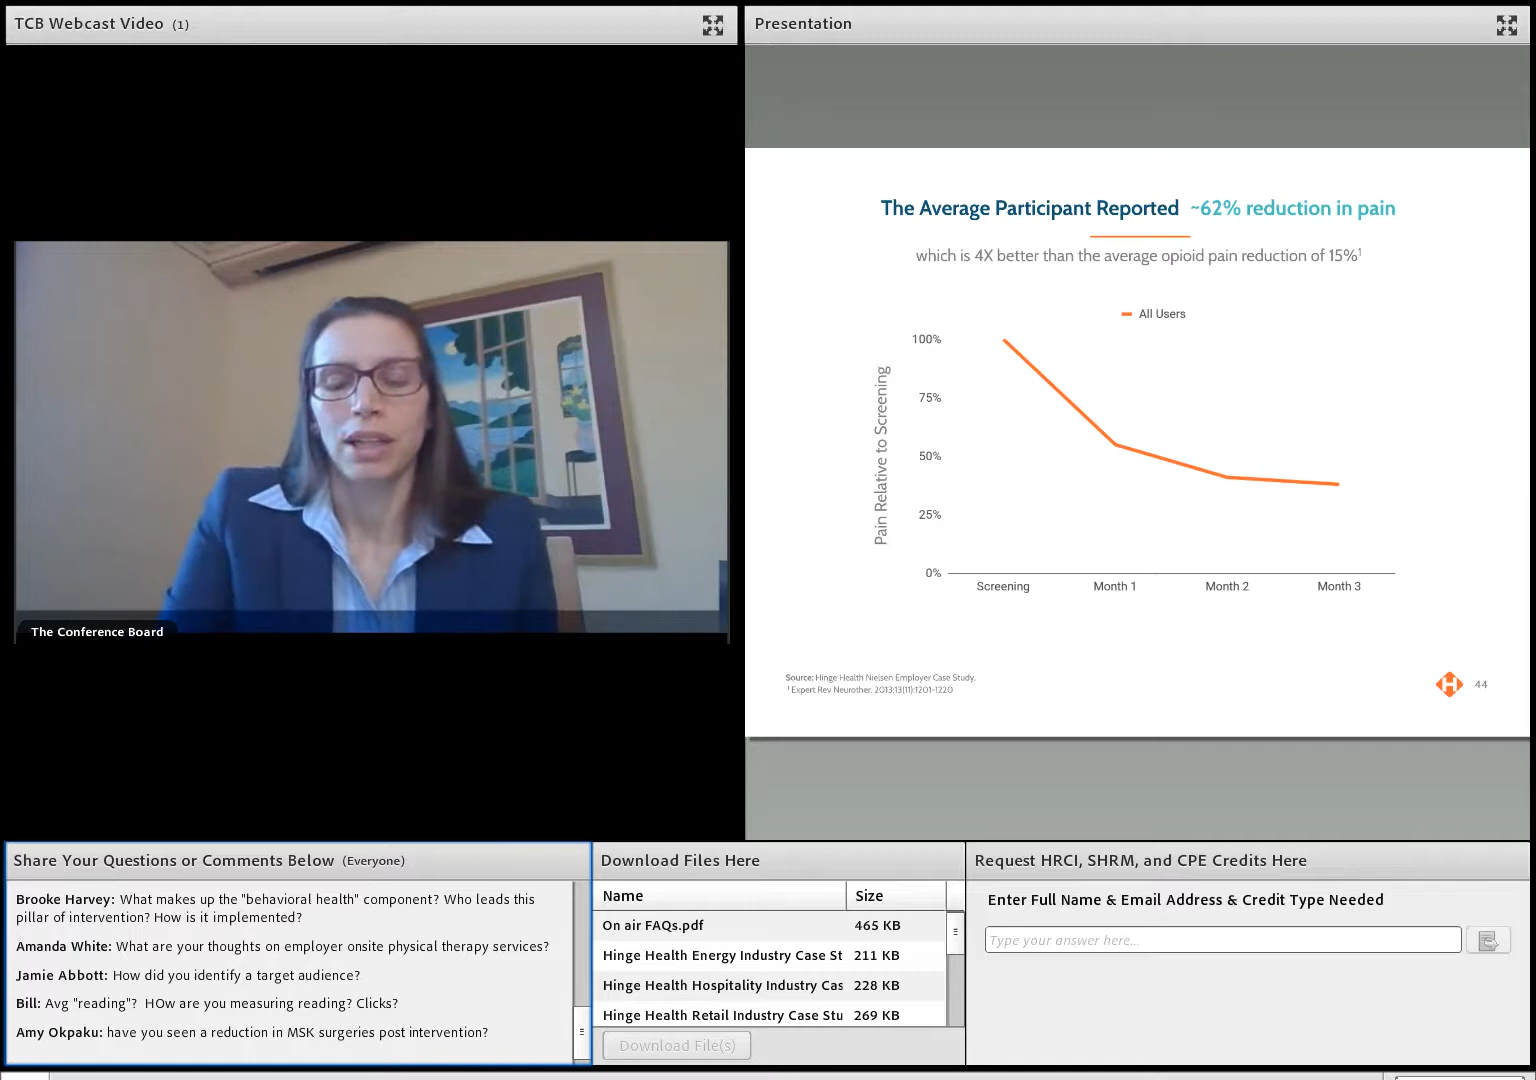 TCB Webcast Video (1)
The Conference Board
Presentation
The Average Participant Reported ~62% reduction in pain
which is 4X better than the average opioid pain reduction of 15%¹
All Users
Pain Relative to Screening
100%
75%
50%
25%
0%
Screening Month 1 Month 2 Month 3
Source: Hinge Health Nielsen Employer Case Study.
¹ Expert Rev Neurother. 2013;13(11):1201-1220
H 44
Share Your Questions or Comments Below (Everyone)
Brooke Harvey: What makes up the "behavioral health" component? Who leads this
pillar of intervention? How is it implemented?
Amanda White: What are your thoughts on employer onsite physical therapy services?
Jamie Abbott: How did you identify a target audience?
Bill: Avg "reading"? HOw are you measuring reading? Clicks?
Amy Okpaku: have you seen a reduction in MSK surgeries post intervention?
Download Files Here
Name Size
On air FAQs.pdf 465 KB
Hinge Health Energy Industry Case St 211 KB
Hinge Health Hospitality Industry Cas 228 KB
Hinge Health Retail Industry Case Stu 269 KB
Download File(s)
Request HRCI, SHRM, and CPE Credits Here
Enter Full Name & Email Address & Credit Type Needed
Type your answer here...